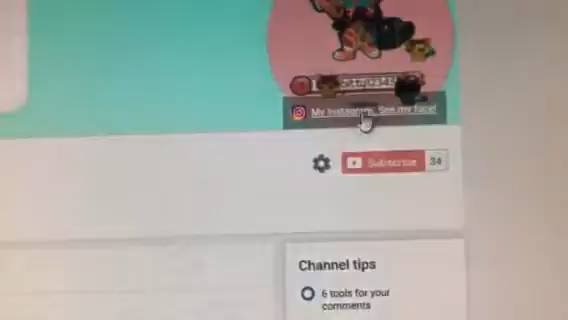 My Instagram. See my face!
Subscribe 34
Channel tips
6 tools for your
comments